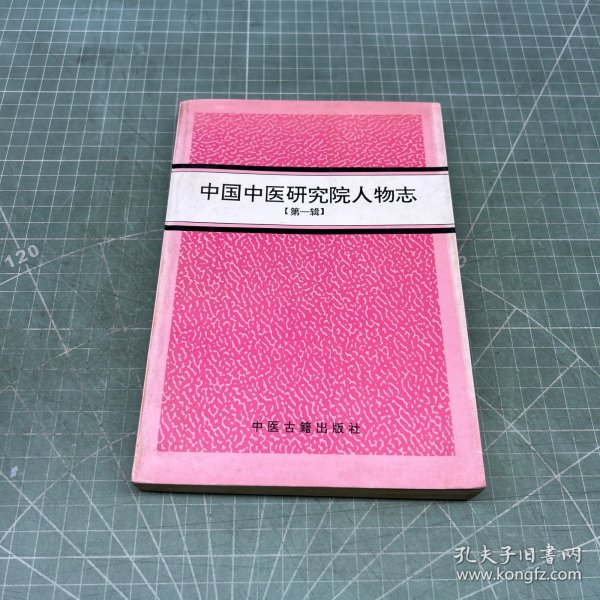 中国中医研究院人物志
【第一辑】
120
中医古籍出版社
孔夫子旧书网
www.kongfz.com